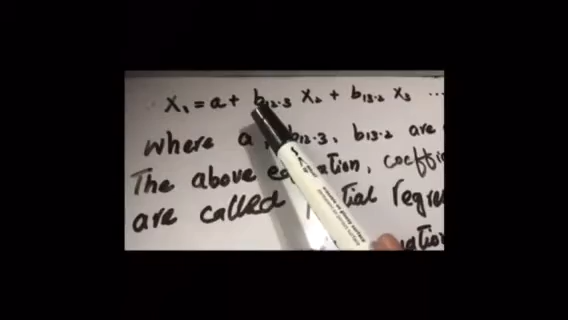 X₁ = a + b₁₂.₃ X₂ + b₁₃.₂ X₃ ...
where a, b₁₂.₃, b₁₃.₂ are
The above equation, coeffi
are called tial regre
uation